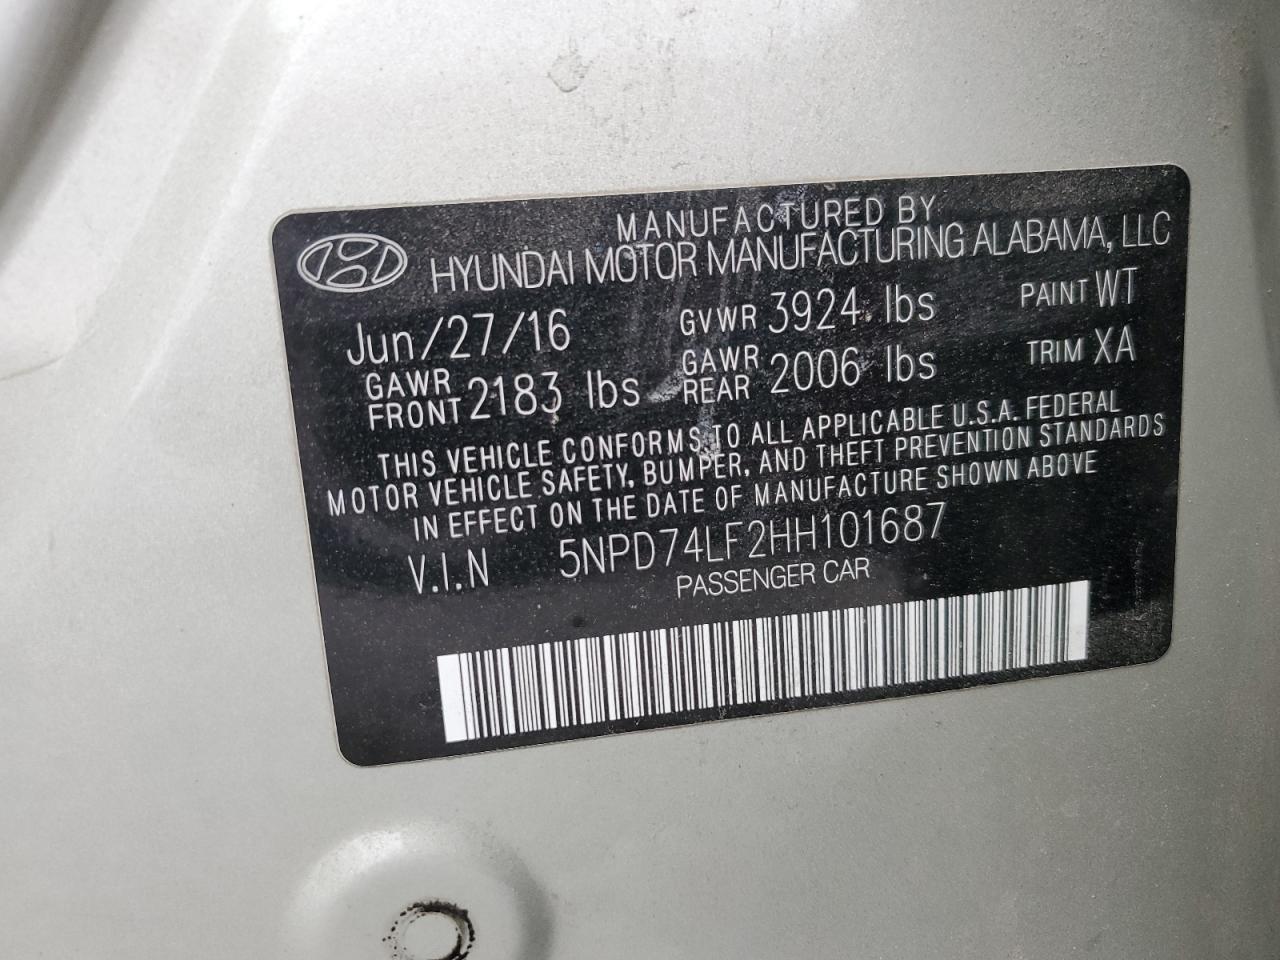 MANUFACTURED BY
HYUNDAI MOTOR MANUFACTURING ALABAMA, LLC
Jun/27/16 GVWR 3924 lbs PAINT WT
GAWR FRONT 2183 lbs GAWR REAR 2006 lbs TRIM XA
THIS VEHICLE CONFORMS TO ALL APPLICABLE U.S.A. FEDERAL
MOTOR VEHICLE SAFETY, BUMPER, AND THEFT PREVENTION STANDARDS
IN EFFECT ON THE DATE OF MANUFACTURE SHOWN ABOVE
V.I.N 5NPD74LF2HH101687
PASSENGER CAR